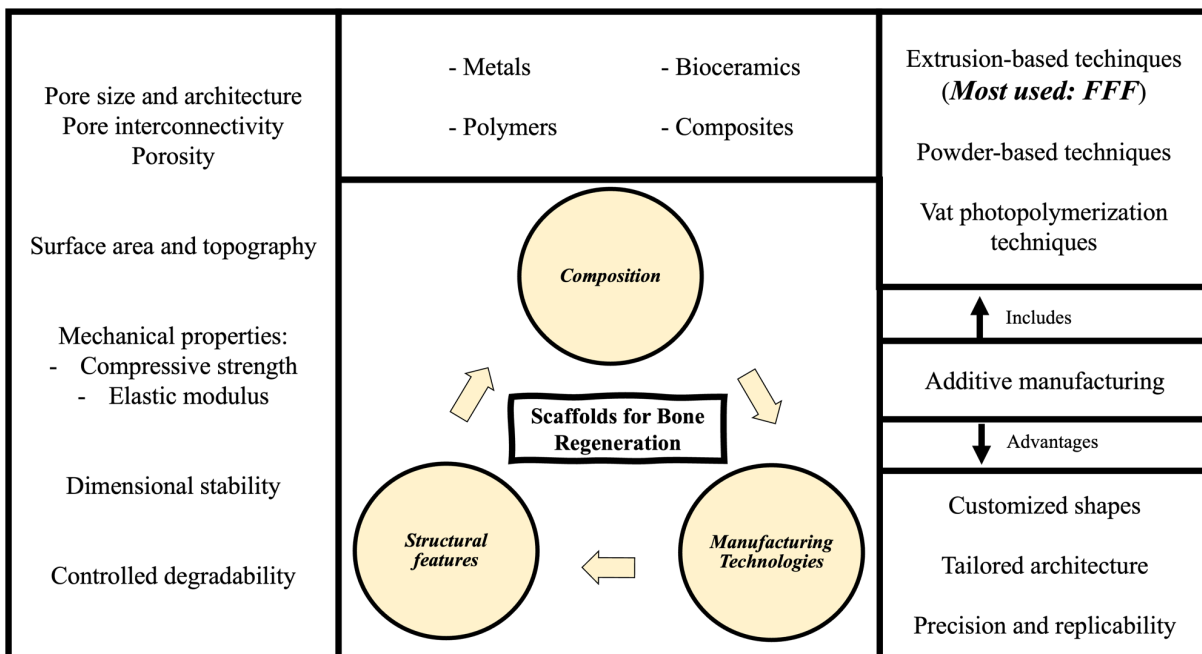 Pore size and architecture
Pore interconnectivity
Porosity
Surface area and topography
Mechanical properties:
- Compressive strength
- Elastic modulus
Dimensional stability
Controlled degradability
- Metals
- Bioceramics
- Polymers
- Composites
Composition
Scaffolds for Bone
Regeneration
Structural
features
Manufacturing
Technologies
Extrusion-based techinques
(Most used: FFF)
Powder-based techniques
Vat photopolymerization
techniques
Includes
Additive manufacturing
Advantages
Customized shapes
Tailored architecture
Precision and replicability